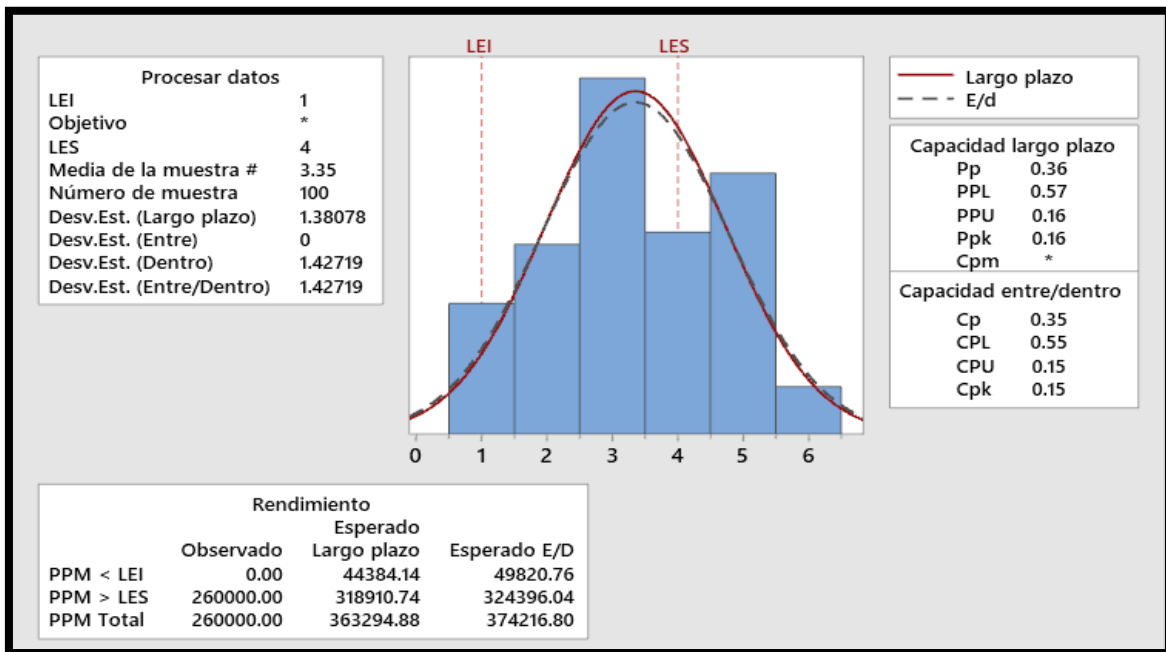 Procesar datos
LEI 1
Objetivo *
LES 4
Media de la muestra # 3.35
Número de muestra 100
Desv.Est. (Largo plazo) 1.38078
Desv.Est. (Entre) 0
Desv.Est. (Dentro) 1.42719
Desv.Est. (Entre/Dentro) 1.42719
LEI LES
0 1 2 3 4 5 6
Largo plazo
E/d
Capacidad largo plazo
Pp 0.36
PPL 0.57
PPU 0.16
Ppk 0.16
Cpm *
Capacidad entre/dentro
Cp 0.35
CPL 0.55
CPU 0.15
Cpk 0.15
Rendimiento
Esperado
Observado Largo plazo Esperado E/D
PPM < LEI 0.00 44384.14 49820.76
PPM > LES 260000.00 318910.74 324396.04
PPM Total 260000.00 363294.88 374216.80